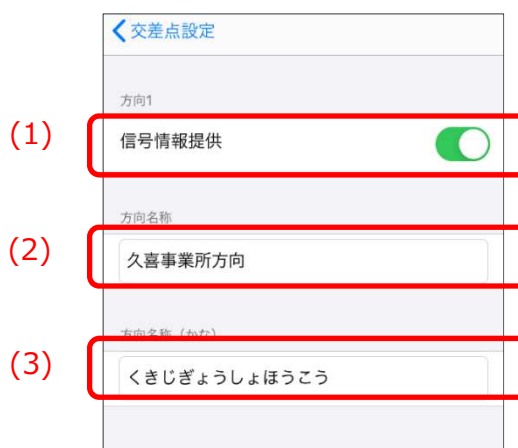 交差点設定
方向1
(1)
信号情報提供
方向名称
(2)
久喜事業所方向
方向名称（かな）
(3)
くきじぎょうしょほうこう